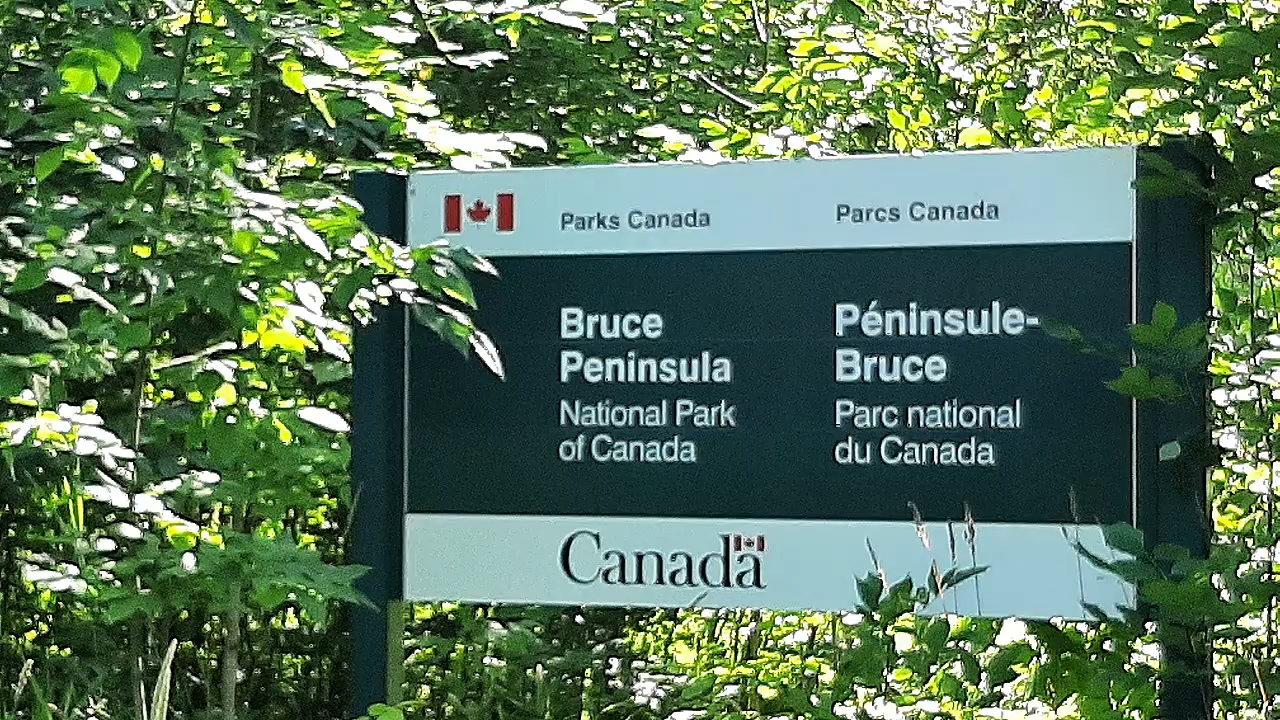 Parks Canada
Parcs Canada
Bruce
Peninsula
National Park
of Canada
Péninsule-
Bruce
Parc national
du Canada
Canada